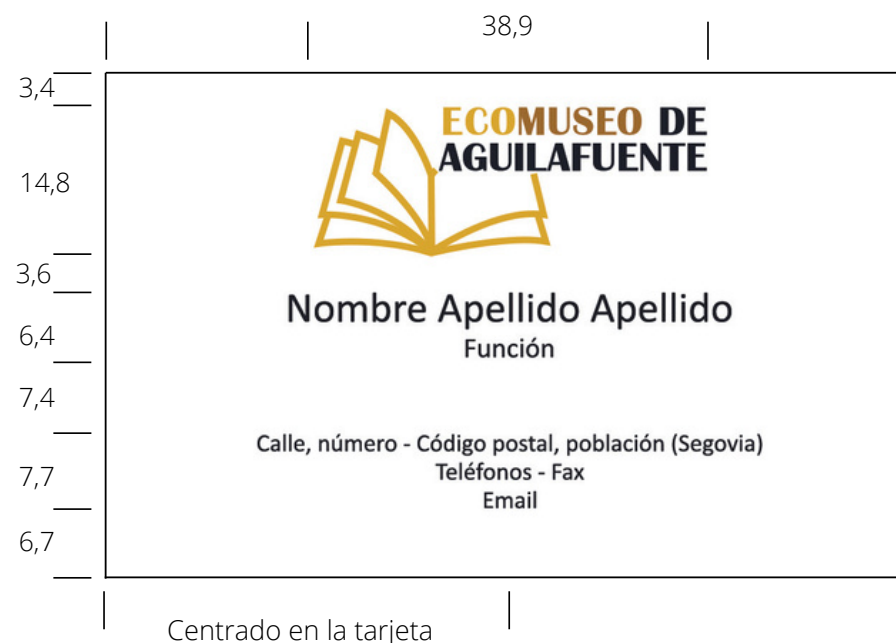 38,9
3,4
ECOMUSEO DE
AGUILAFUENTE
14,8
3,6
Nombre Apellido Apellido
6,4
Función
7,4
Calle, número - Código postal, población (Segovia)
7,7
Teléfonos - Fax
Email
6,7
Centrado en la tarjeta